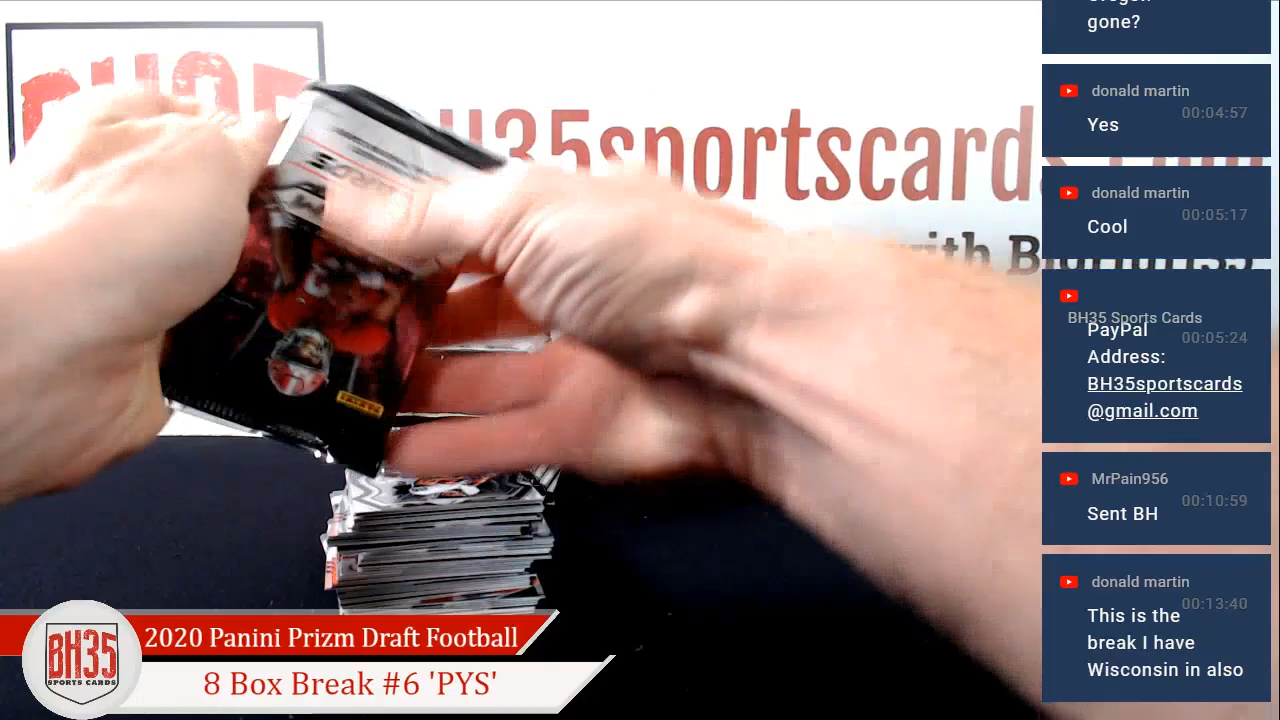 BH35
BH35sportscards
with B
PANINI
gone?
donald martin
00:04:57
Yes
donald martin
00:05:17
Cool
BH35 Sports Cards
00:05:24
PayPal
Address:
BH35sportscards
@gmail.com
MrPain956
00:10:59
Sent BH
donald martin
00:13:40
This is the
break I have
Wisconsin in also
BH35
SPORTS CARDS
2020 Panini Prizm Draft Football
8 Box Break #6 'PYS'